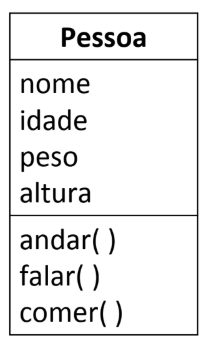 Pessoa
nome
idade
peso
altura
andar( )
falar( )
comer( )